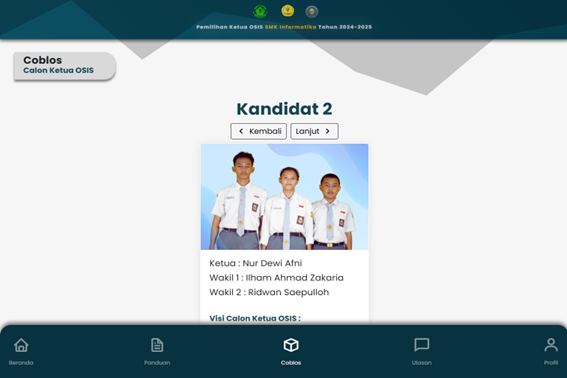 Pemilihan Ketua OSIS SMK Informatika Tahun 2024-2025
Coblos
Calon Ketua OSIS
Kandidat 2
Kembali
Lanjut
Ketua : Nur Dewi Afni
Wakil 1 : Ilham Ahmad Zakaria
Wakil 2 : Ridwan Saepulloh
Visi Calon Ketua OSIS :
Beranda
Panduan
Coblos
Ulasan
Profil